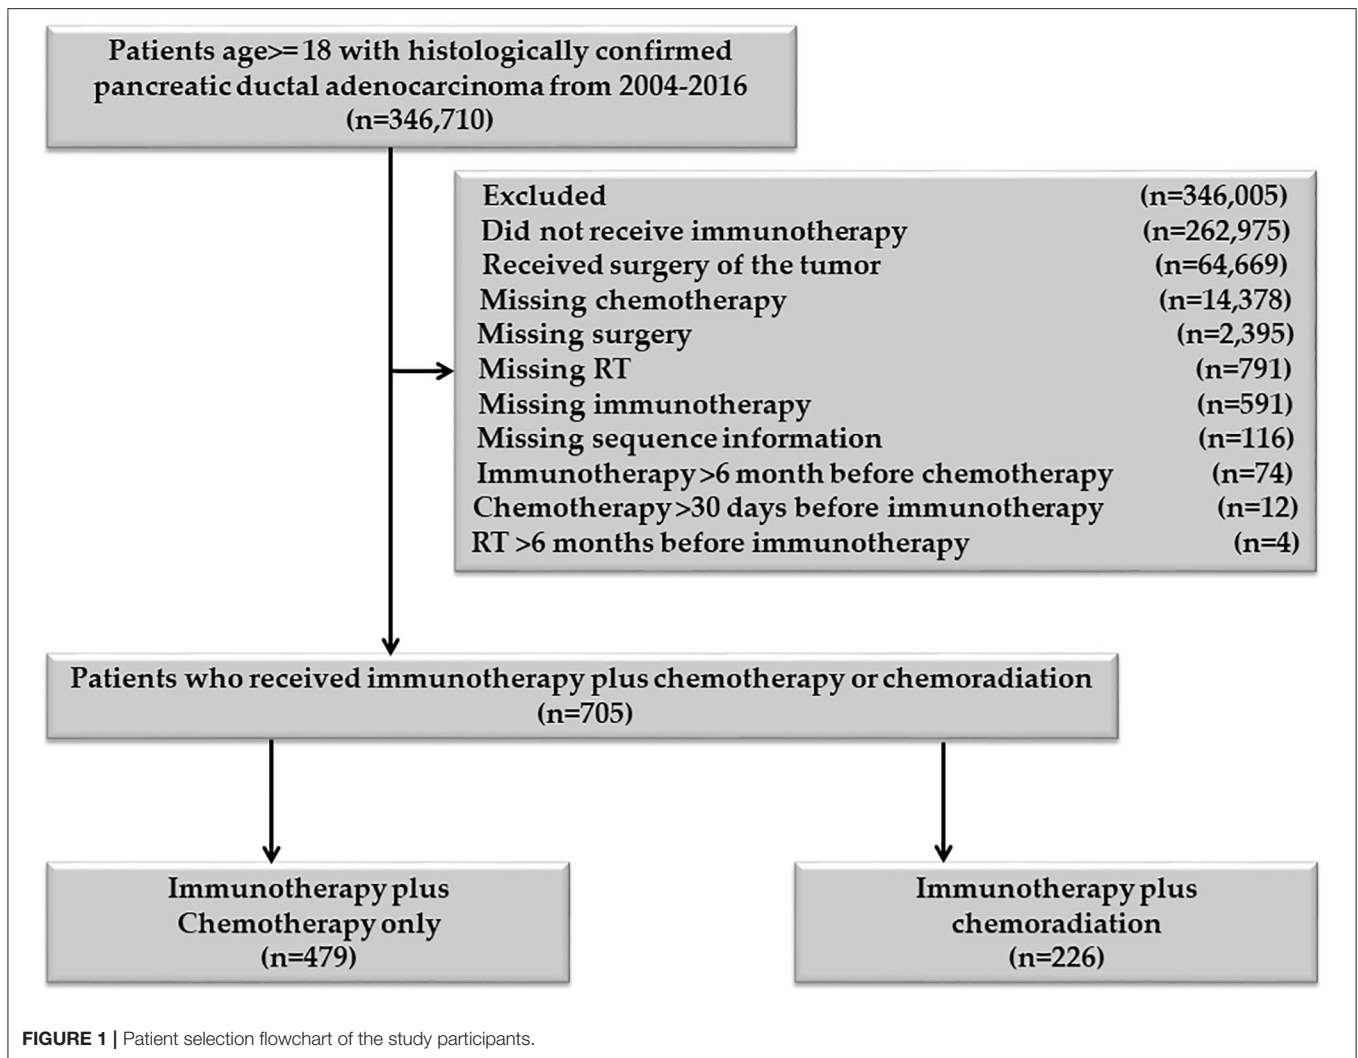 Patients age>=18 with histologically confirmed
pancreatic ductal adenocarcinoma from 2004-2016
(n=346,710)
Excluded (n=346,005)
Did not receive immunotherapy (n=262,975)
Received surgery of the tumor (n=64,669)
Missing chemotherapy (n=14,378)
Missing surgery (n=2,395)
Missing RT (n=791)
Missing immunotherapy (n=591)
Missing sequence information (n=116)
Immunotherapy >6 month before chemotherapy (n=74)
Chemotherapy >30 days before immunotherapy (n=12)
RT >6 months before immunotherapy (n=4)
Patients who received immunotherapy plus chemotherapy or chemoradiation
(n=705)
Immunotherapy plus
Chemotherapy only
(n=479)
Immunotherapy plus
chemoradiation
(n=226)
FIGURE 1 | Patient selection flowchart of the study participants.